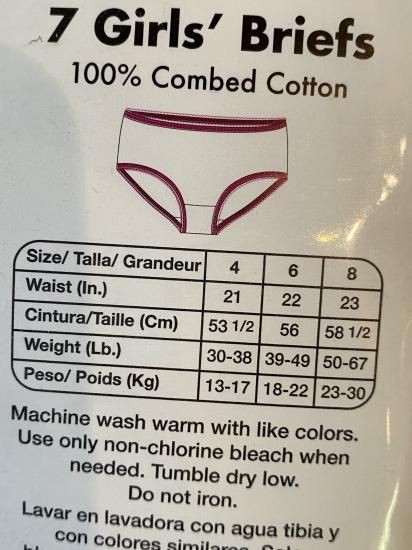 7 Girls' Briefs
100% Combed Cotton
Size/ Talla/ Grandeur 4 6 8
Waist (In.) 21 22 23
Cintura/Taille (Cm) 53 1/2 56 58 1/2
Weight (Lb.) 30-38 39-49 50-67
Peso/ Poids (Kg) 13-17 18-22 23-30
Machine wash warm with like colors.
Use only non-chlorine bleach when
needed. Tumble dry low.
Do not iron.
Lavar en lavadora con agua tibia y
con colores similares.